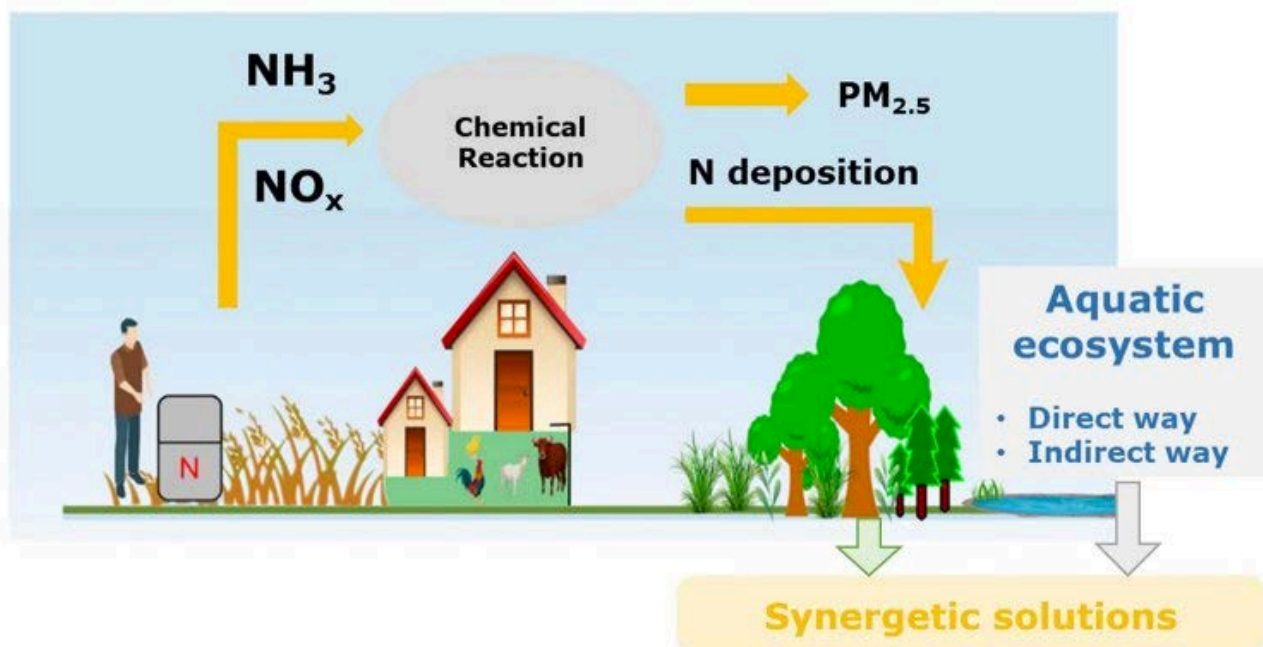 NH₃
NOₓ
Chemical
Reaction
PM₂.₅
N deposition
N
Aquatic
ecosystem
• Direct way
• Indirect way
Synergetic solutions